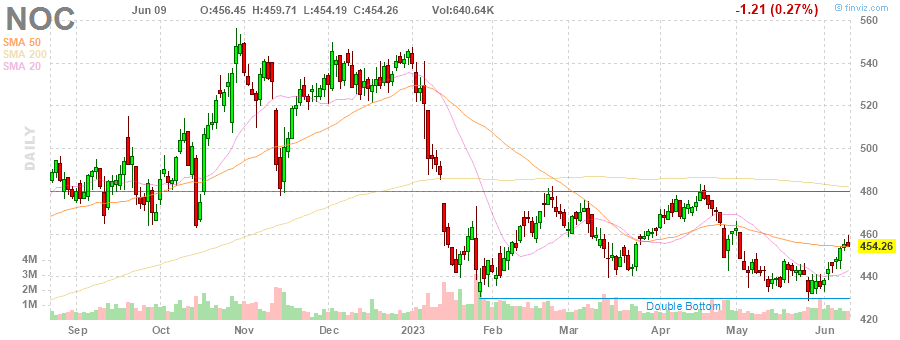 NOC Jun 09 O:456.45 H:459.71 L:454.19 C:454.26 Vol:640.64K -1.21 (0.27%) © finviz.com
SMA 50
SMA 200
SMA 20
DAILY
560
540
520
500
480
460
454.26
440
420
4M
3M
2M
1M
Double Bottom
Sep Oct Nov Dec 2023 Feb Mar Apr May Jun